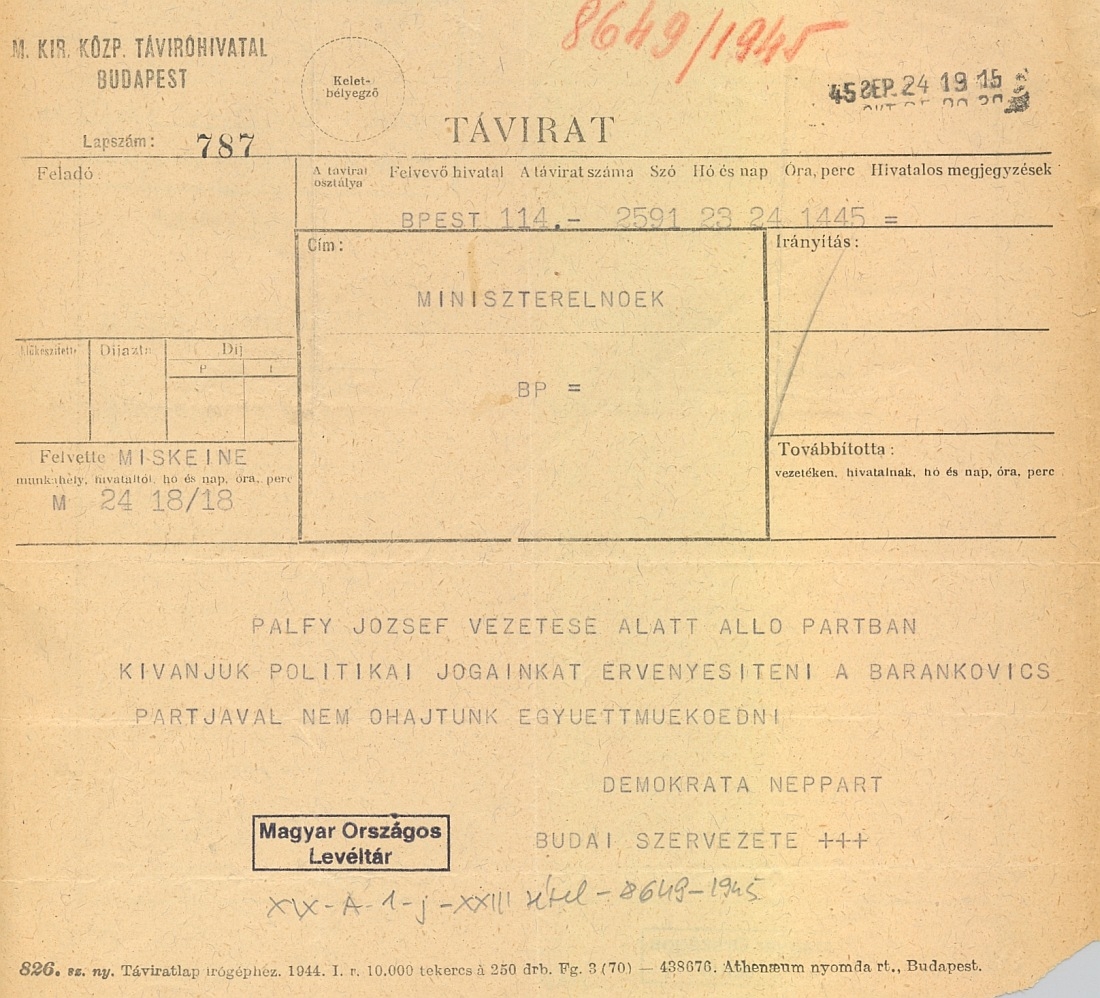 8649/1945
M. KIR. KÖZP. TÁVIRÓHIVATAL
BUDAPEST
Kelet-
bélyegző
45 SEP. 24 19 15
TÁVIRAT
Lapszám: 787
Feladó:
A távirat
osztálya
Felvevő hivatal A távirat száma Szó Hó és nap Óra, perc Hivatalos megjegyzések
BPEST 114.- 2591 23 24 1445 =
Cím:
Irányítás:
MINISZTERELNOEK
BP =
Előkészítette Díjazta Díj
P f
Felvette MISKEINE
munkahely, hivataltól, hó és nap, óra, perc
M 24 18/18
Továbbította:
vezetéken, hivatalnak, hó és nap, óra, perc
PALFY JOZSEF VEZETESE ALATT ALLO PARTBAN
KIVANJUK POLITIKAI JOGAINKAT ERVENYESITENI A BARANKOVICS
PARTJAVAL NEM OHAJTUNK EGYUETTMUEKOEDNI
DEMOKRATA NEPPART
BUDAI SZERVEZETE +++
Magyar Országos
Levéltár
XIX-A-1-j-XXIII tétel-8649-1945
826. sz. ny. Táviratlap írógéphez. 1944. I. r. 10.000 tekercs à 250 drb. Fg. 3 (70) — 438676. Athenæum nyomda rt., Budapest.